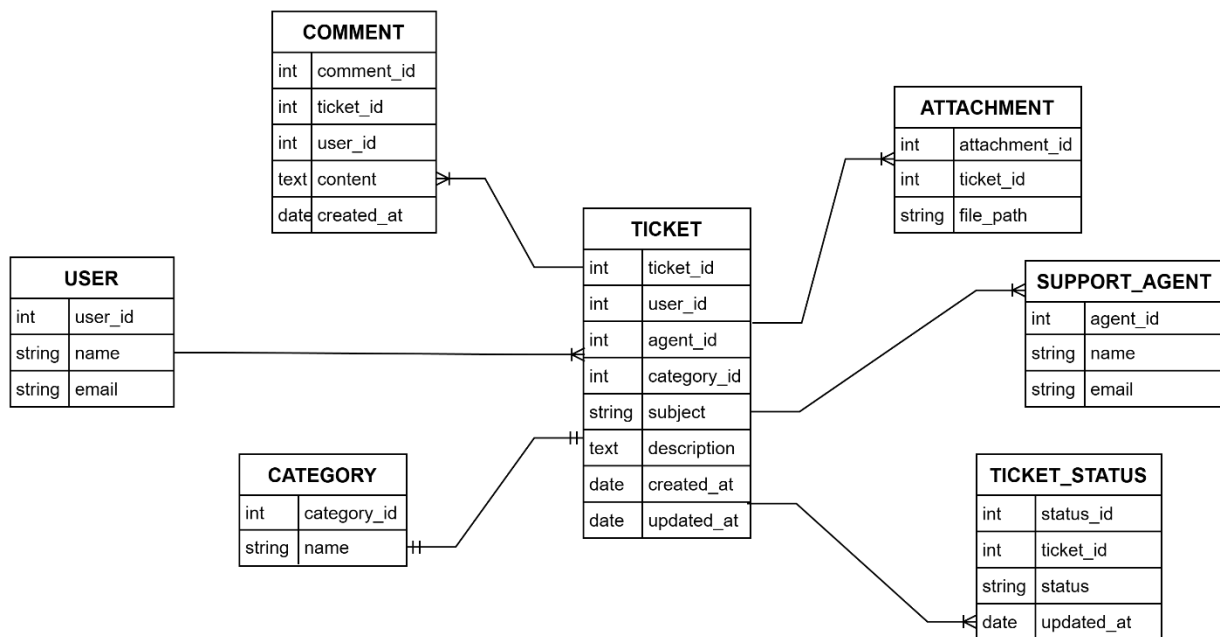 COMMENT
int comment_id
int ticket_id
int user_id
text content
date created_at
ATTACHMENT
int attachment_id
int ticket_id
string file_path
TICKET
int ticket_id
int user_id
int agent_id
int category_id
string subject
text description
date created_at
date updated_at
USER
int user_id
string name
string email
SUPPORT_AGENT
int agent_id
string name
string email
CATEGORY
int category_id
string name
TICKET_STATUS
int status_id
int ticket_id
string status
date updated_at